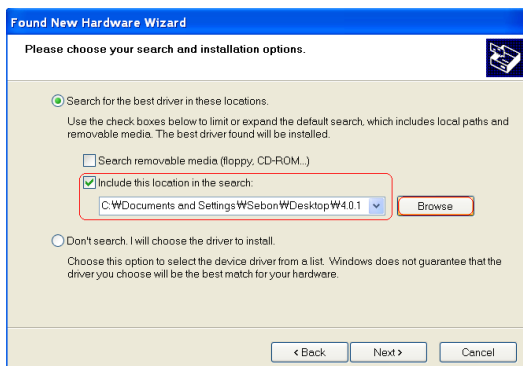 Found New Hardware Wizard
Please choose your search and installation options.
Search for the best driver in these locations.
Use the check boxes below to limit or expand the default search, which includes local paths and
removable media. The best driver found will be installed.
Search removable media (floppy, CD-ROM...)
Include this location in the search:
C:₩Documents and Settings₩Sebon₩Desktop₩4.0.1
Browse
Don't search. I will choose the driver to install.
Choose this option to select the device driver from a list. Windows does not guarantee that the
driver you choose will be the best match for your hardware.
< Back
Next >
Cancel